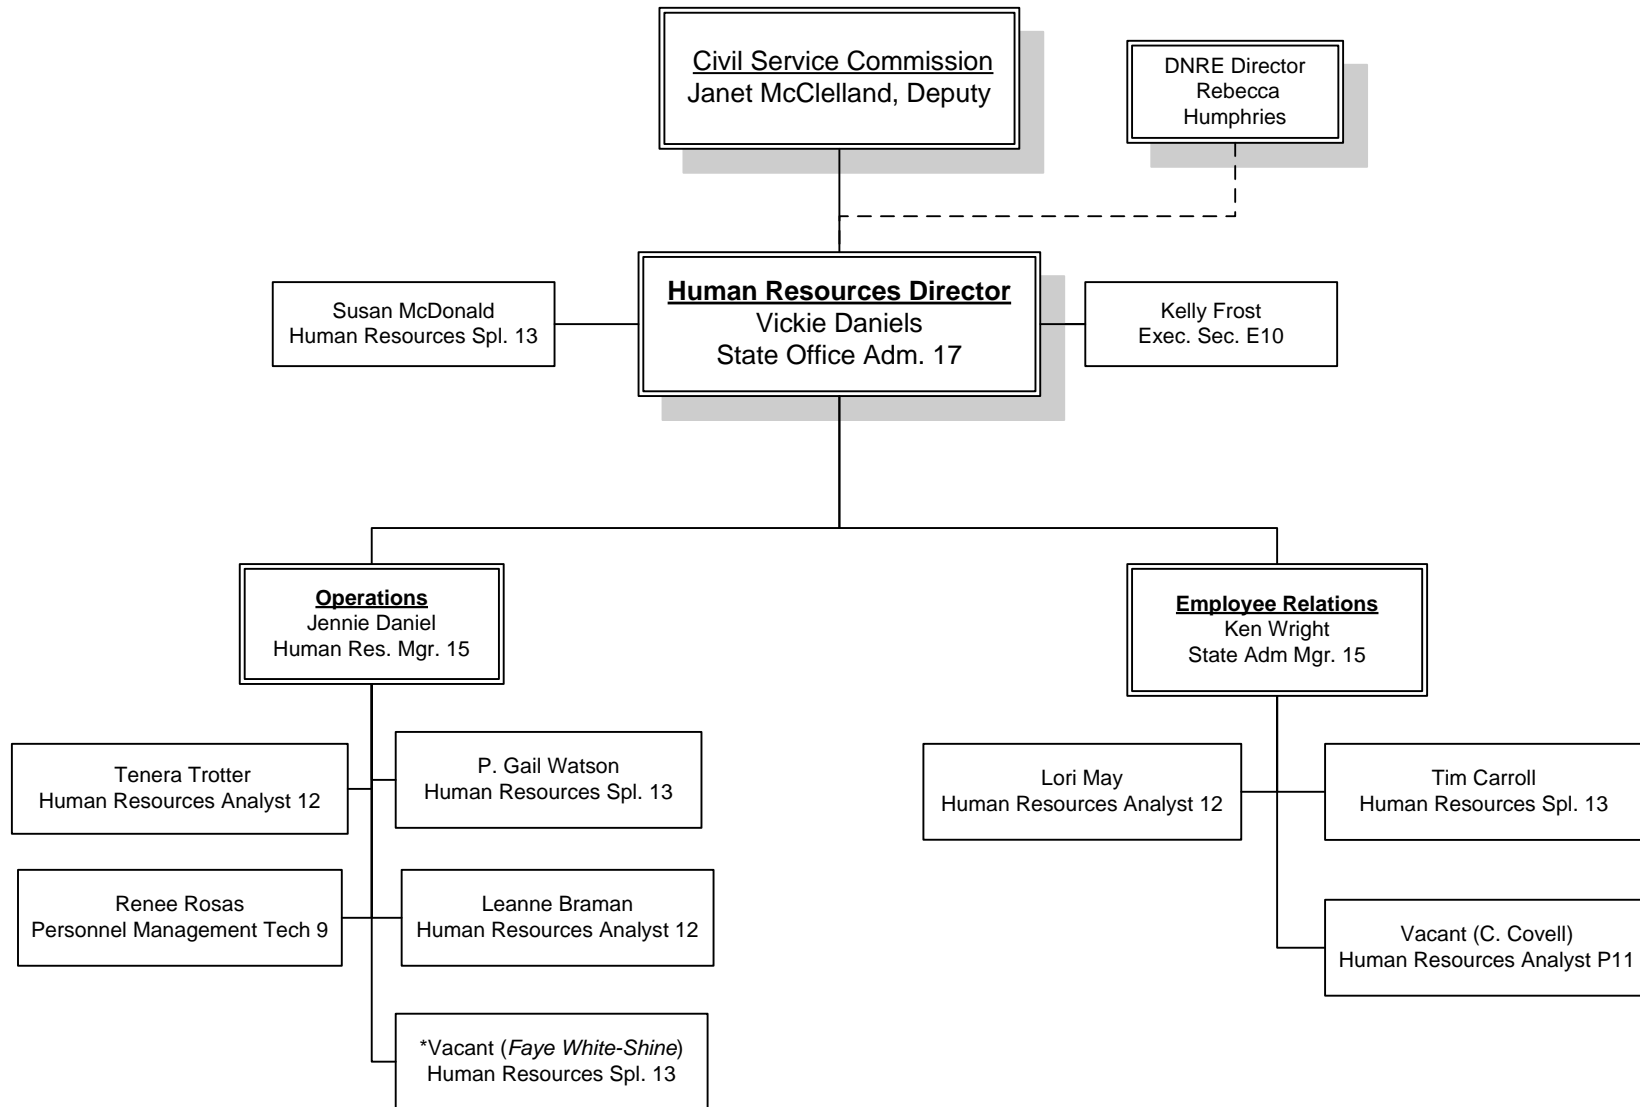 Civil Service Commission
Janet McClelland, Deputy
DNRE Director
Rebecca
Humphries
Human Resources Director
Vickie Daniels
State Office Adm. 17
Susan McDonald
Human Resources Spl. 13
Kelly Frost
Exec. Sec. E10
Operations
Jennie Daniel
Human Res. Mgr. 15
Employee Relations
Ken Wright
State Adm Mgr. 15
Tenera Trotter
Human Resources Analyst 12
P. Gail Watson
Human Resources Spl. 13
Lori May
Human Resources Analyst 12
Tim Carroll
Human Resources Spl. 13
Renee Rosas
Personnel Management Tech 9
Leanne Braman
Human Resources Analyst 12
Vacant (C. Covell)
Human Resources Analyst P11
*Vacant (Faye White-Shine)
Human Resources Spl. 13